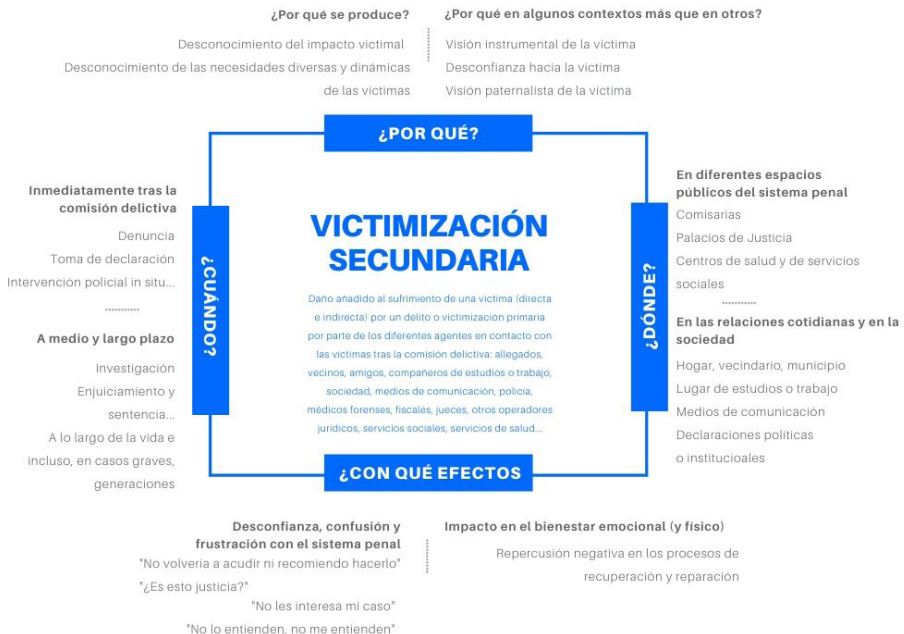 ¿Por qué se produce?
Desconocimiento del impacto victimal
Desconocimiento de las necesidades diversas y dinámicas
de las víctimas
¿Por qué en algunos contextos más que en otros?
Visión instrumental de la víctima
Desconfianza hacia la víctima
Visión paternalista de la víctima
¿POR QUÉ?
Inmediatamente tras la
comisión delictiva
Denuncia
Toma de declaración
Intervención policial in situ...
A medio y largo plazo
Investigación
Enjuiciamiento y
sentencia...
A lo largo de la vida e
incluso, en casos graves,
generaciones
¿CUÁNDO?
VICTIMIZACIÓN
SECUNDARIA
Daño añadido al sufrimiento de una víctima (directa
e indirecta) por un delito o victimización primaria
por parte de los diferentes agentes en contacto con
las víctimas tras la comisión delictiva: allegados,
vecinos, amigos, compañeros de estudios o trabajo,
sociedad, medios de comunicación, policía,
médicos forenses, fiscales, jueces, otros operadores
jurídicos, servicios sociales, servicios de salud...
¿DÓNDE?
En diferentes espacios
públicos del sistema penal
Comisarías
Palacios de Justicia
Centros de salud y de servicios
sociales
En las relaciones cotidianas y en la
sociedad
Hogar, vecindario, municipio
Lugar de estudios o trabajo
Medios de comunicación
Declaraciones políticas
o institucioales
¿CON QUÉ EFECTOS
Desconfianza, confusión y
frustración con el sistema penal
"No volvería a acudir ni recomiendo hacerlo"
"¿Es esto justicia?"
"No les interesa mi caso"
"No lo entienden, no me entienden"
Impacto en el bienestar emocional (y físico)
Repercusión negativa en los procesos de
recuperación y reparación